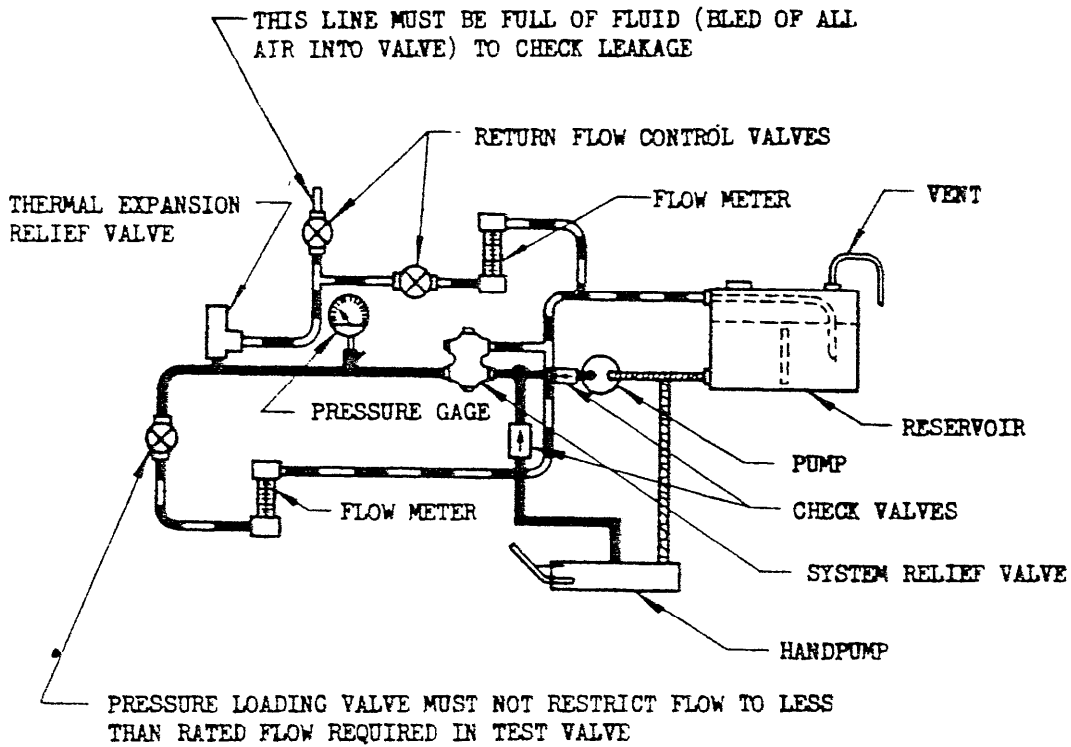 THIS LINE MUST BE FULL OF FLUID (BLED OF ALL
AIR INTO VALVE) TO CHECK LEAKAGE
RETURN FLOW CONTROL VALVES
THERMAL EXPANSION
RELIEF VALVE
FLOW METER
VENT
PRESSURE GAGE
RESERVOIR
PUMP
FLOW METER
CHECK VALVES
SYSTEM RELIEF VALVE
HANDPUMP
PRESSURE LOADING VALVE MUST NOT RESTRICT FLOW TO LESS
THAN RATED FLOW REQUIRED IN TEST VALVE